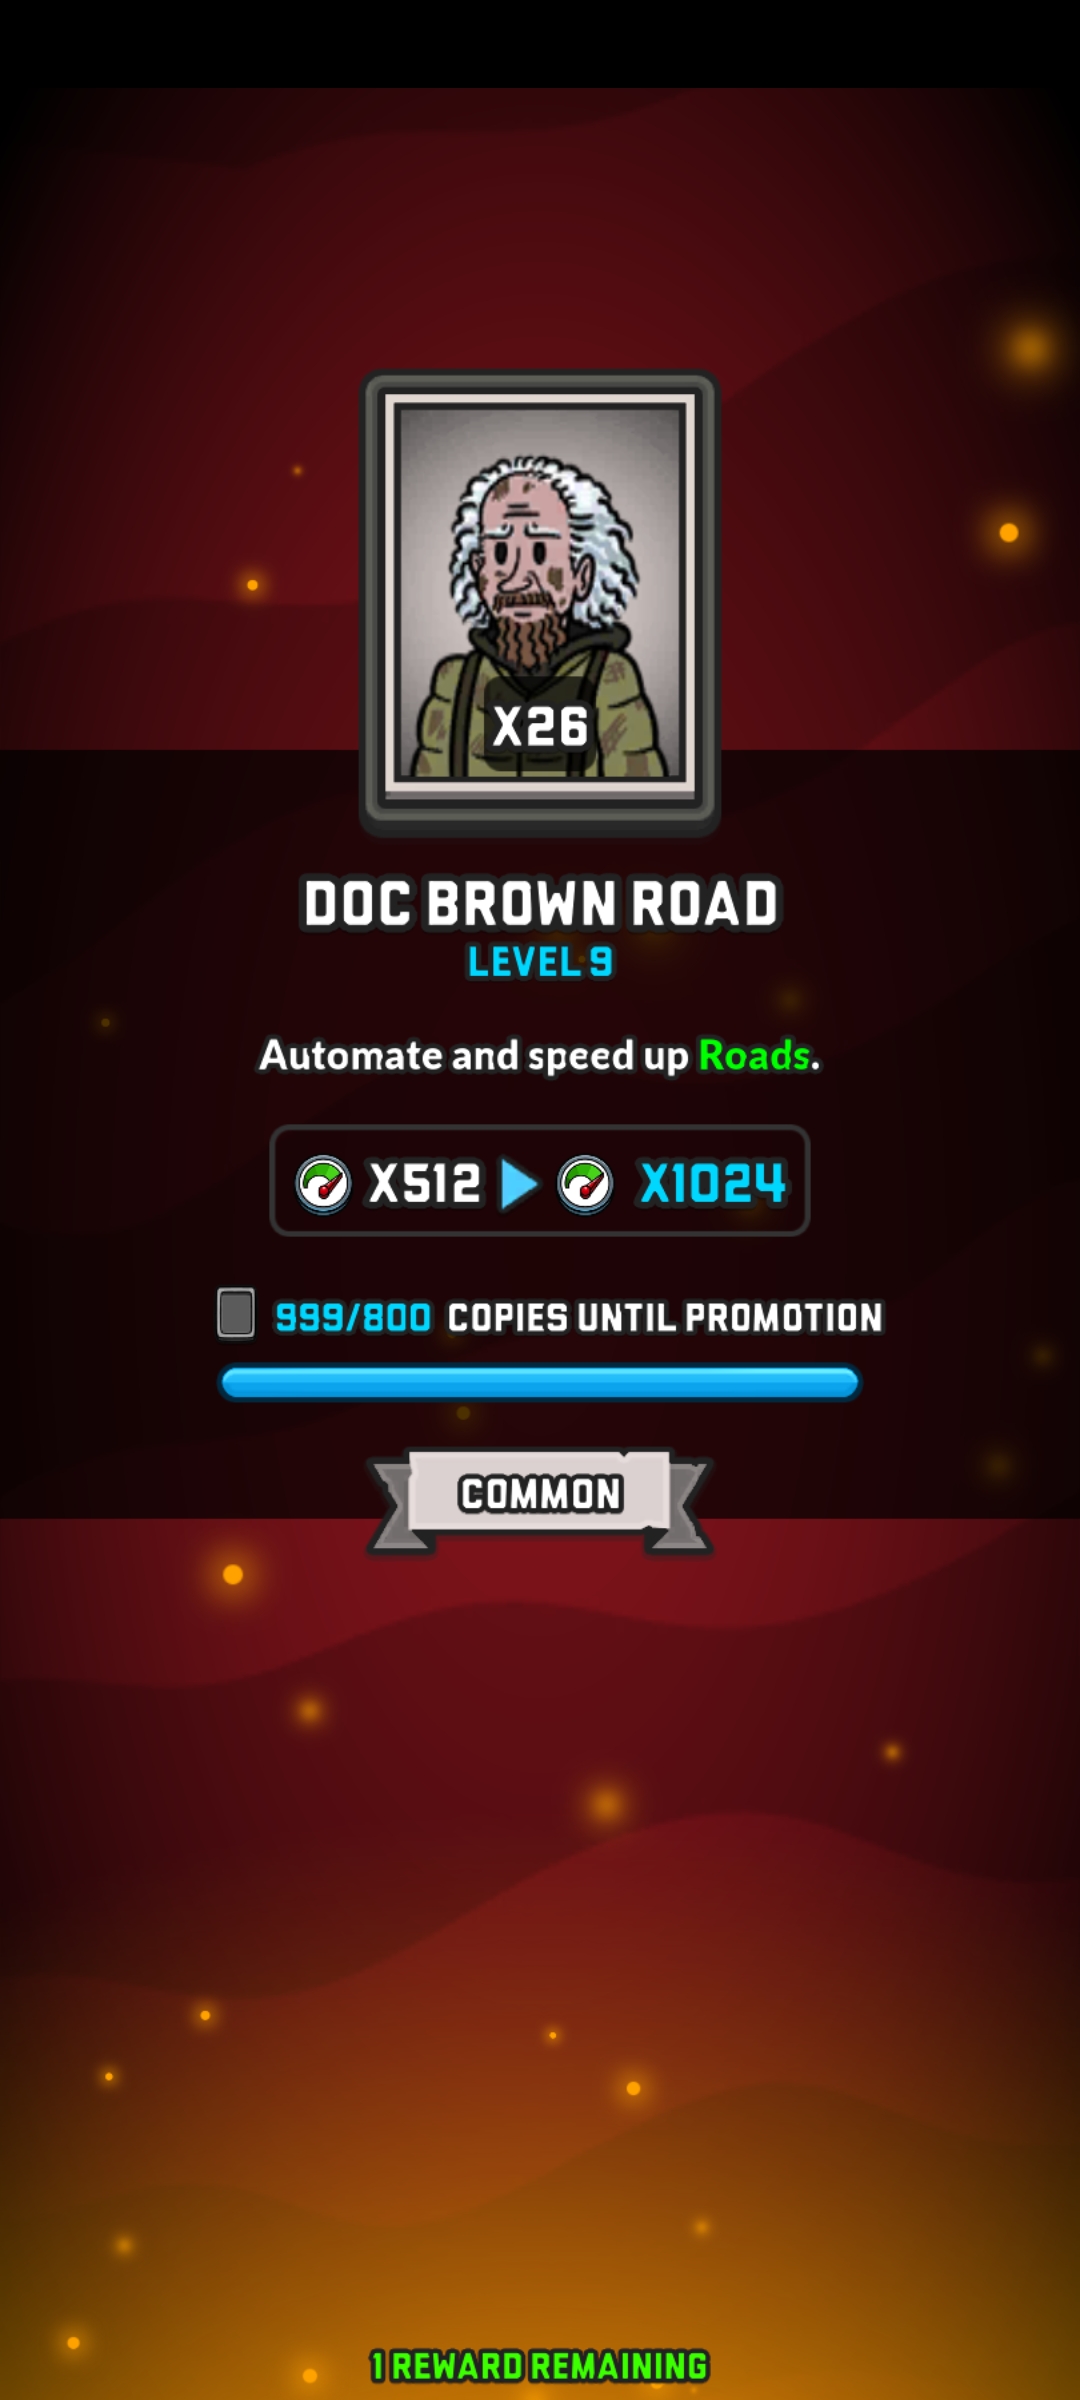 X26
DOC BROWN ROAD
LEVEL 9
Automate and speed up Roads.
X512 X1024
999/800 COPIES UNTIL PROMOTION
COMMON
1 REWARD REMAINING